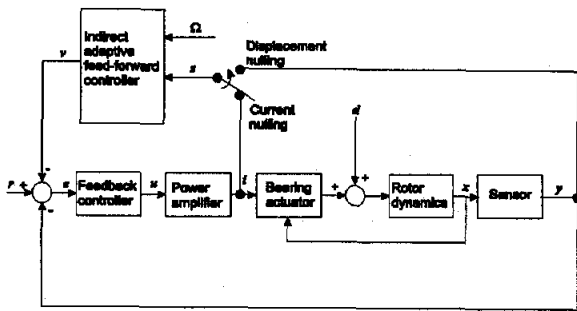 Indirect
adaptive
feed-forward
controller
v
Ω
z
Displacement
nulling
Current
nulling
d
r
+
-
-
e
Feedback
controller
u
Power
amplifier
i
Bearing
actuator
+
+
Rotor
dynamics
x
Sensor
y